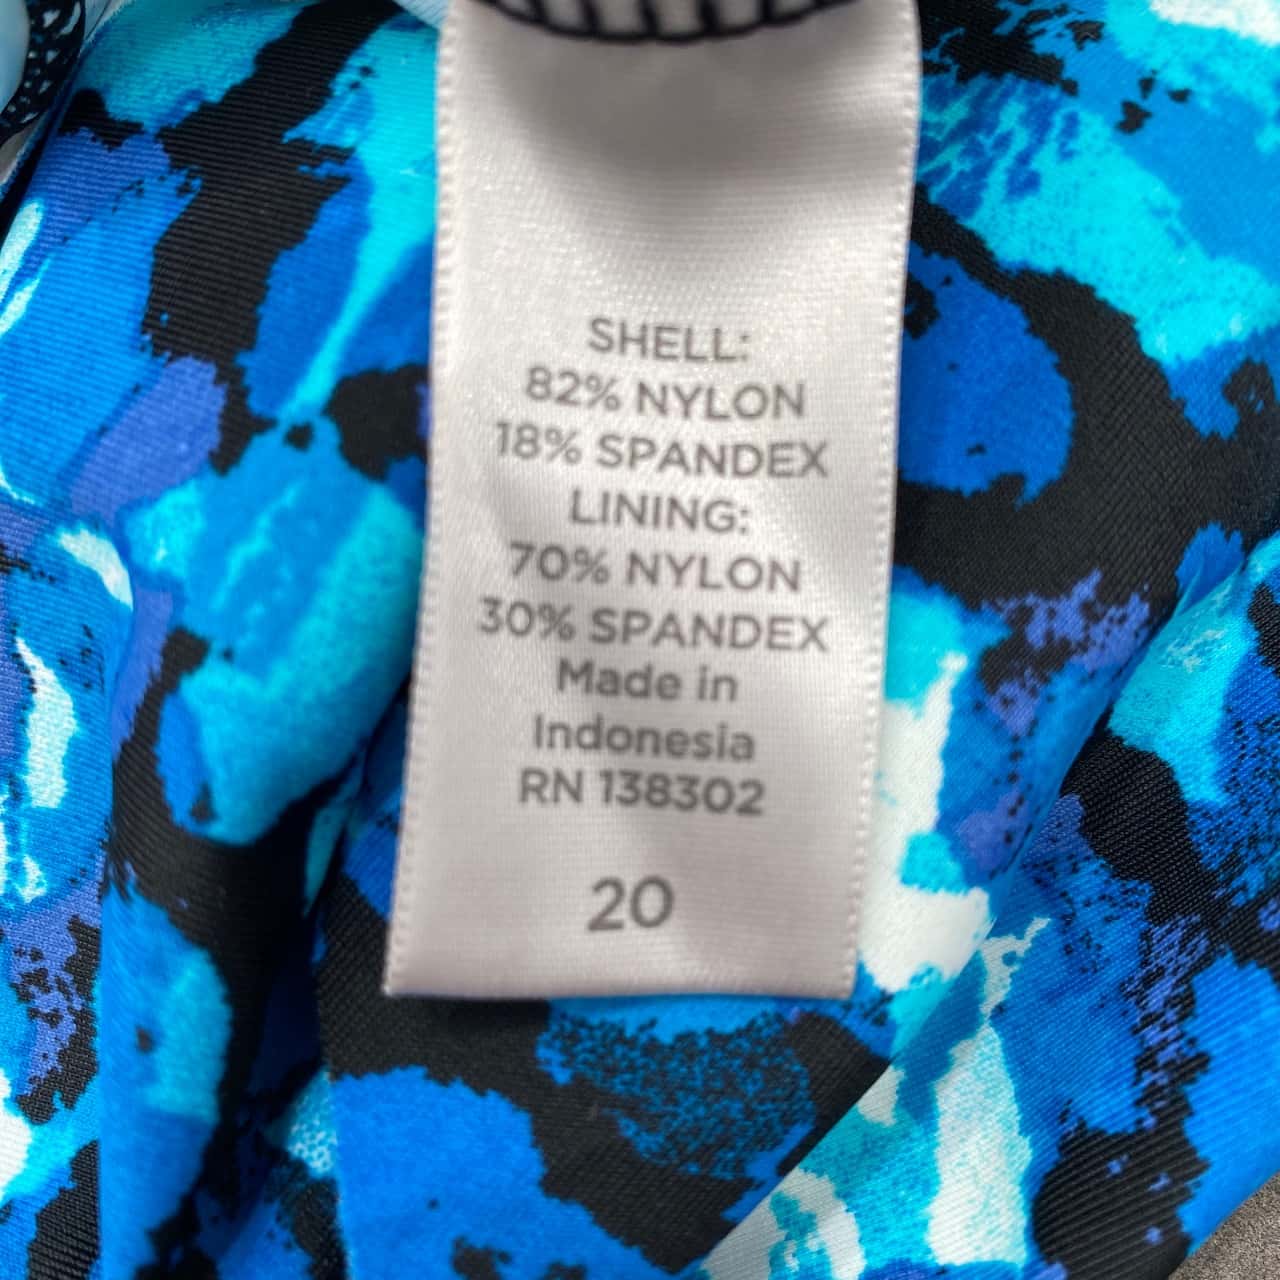 SHELL:
82% NYLON
18% SPANDEX
LINING:
70% NYLON
30% SPANDEX
Made in
Indonesia
RN 138302
20